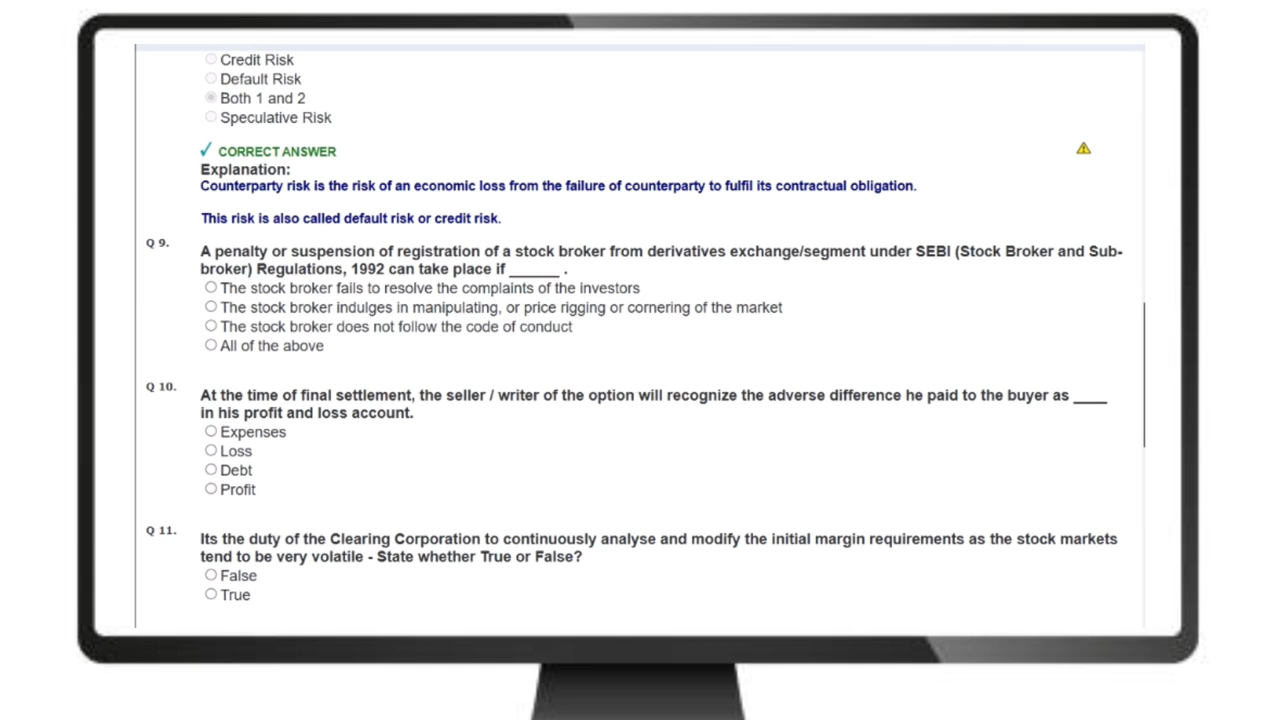 Credit Risk
Default Risk
Both 1 and 2
Speculative Risk
✓ CORRECT ANSWER
Explanation:
Counterparty risk is the risk of an economic loss from the failure of counterparty to fulfil its contractual obligation.
This risk is also called default risk or credit risk.
Q 9.
A penalty or suspension of registration of a stock broker from derivatives exchange/segment under SEBI (Stock Broker and Sub-
broker) Regulations, 1992 can take place if ______ .
The stock broker fails to resolve the complaints of the investors
The stock broker indulges in manipulating, or price rigging or cornering of the market
The stock broker does not follow the code of conduct
All of the above
Q 10.
At the time of final settlement, the seller / writer of the option will recognize the adverse difference he paid to the buyer as ____
in his profit and loss account.
Expenses
Loss
Debt
Profit
Q 11.
Its the duty of the Clearing Corporation to continuously analyse and modify the initial margin requirements as the stock markets
tend to be very volatile - State whether True or False?
False
True